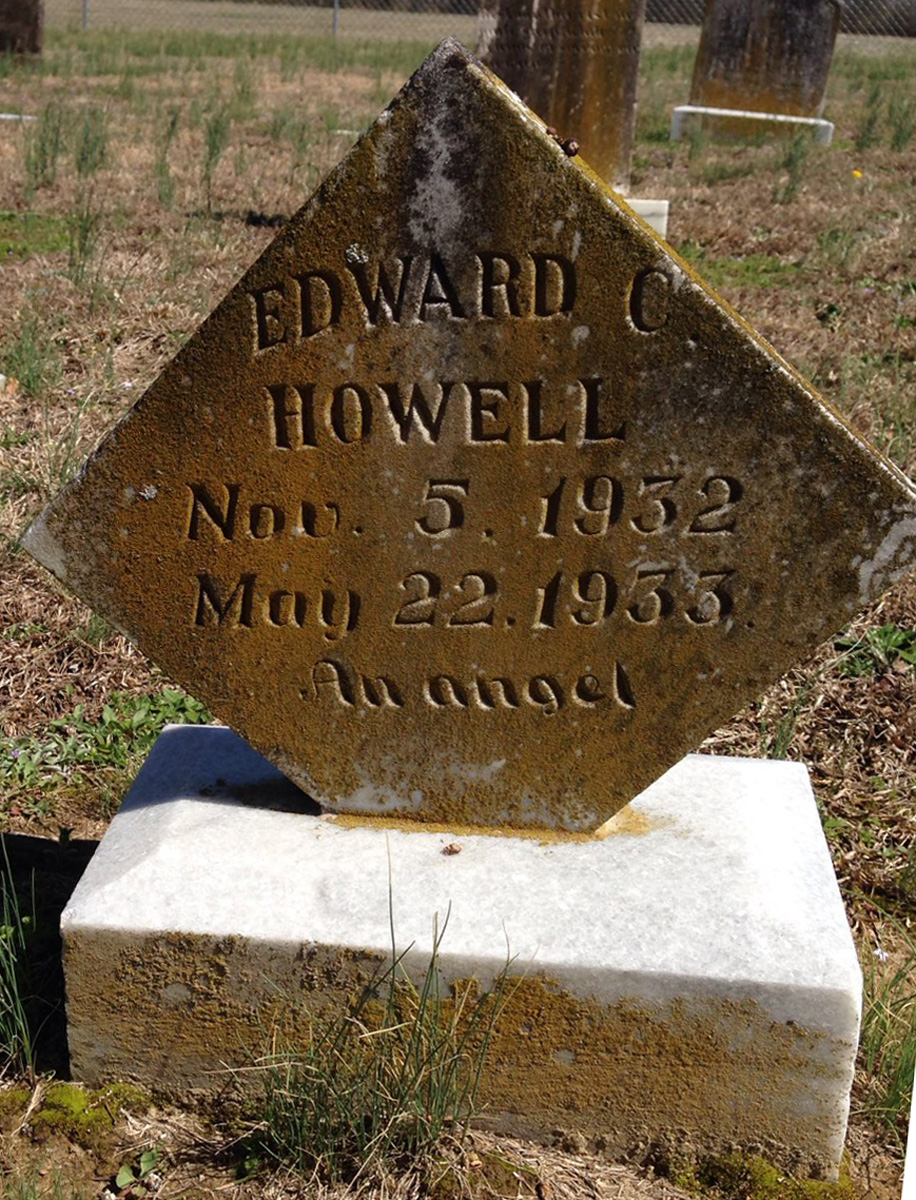 EDWARD C
HOWELL
Nov. 5. 1932
May 22. 1933.
An angel